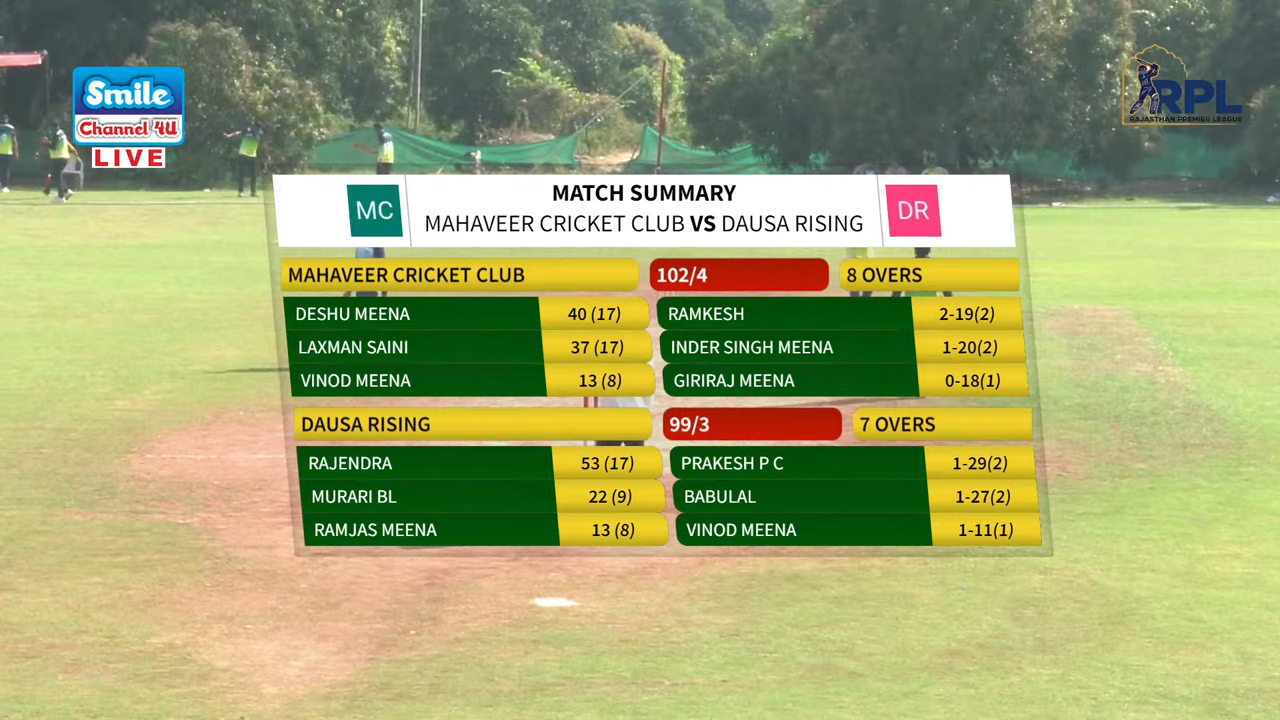 Smile
Channel 4U
LIVE
RPL
RAJASTHAN PREMIER LEAGUE
MC
MATCH SUMMARY
MAHAVEER CRICKET CLUB VS DAUSA RISING
DR
MAHAVEER CRICKET CLUB 102/4 8 OVERS
DESHU MEENA 40 (17) RAMKESH 2-19(2)
LAXMAN SAINI 37 (17) INDER SINGH MEENA 1-20(2)
VINOD MEENA 13 (8) GIRIRAJ MEENA 0-18(1)
DAUSA RISING 99/3 7 OVERS
RAJENDRA 53 (17) PRAKESH P C 1-29(2)
MURARI BL 22 (9) BABULAL 1-27(2)
RAMJAS MEENA 13 (8) VINOD MEENA 1-11(1)